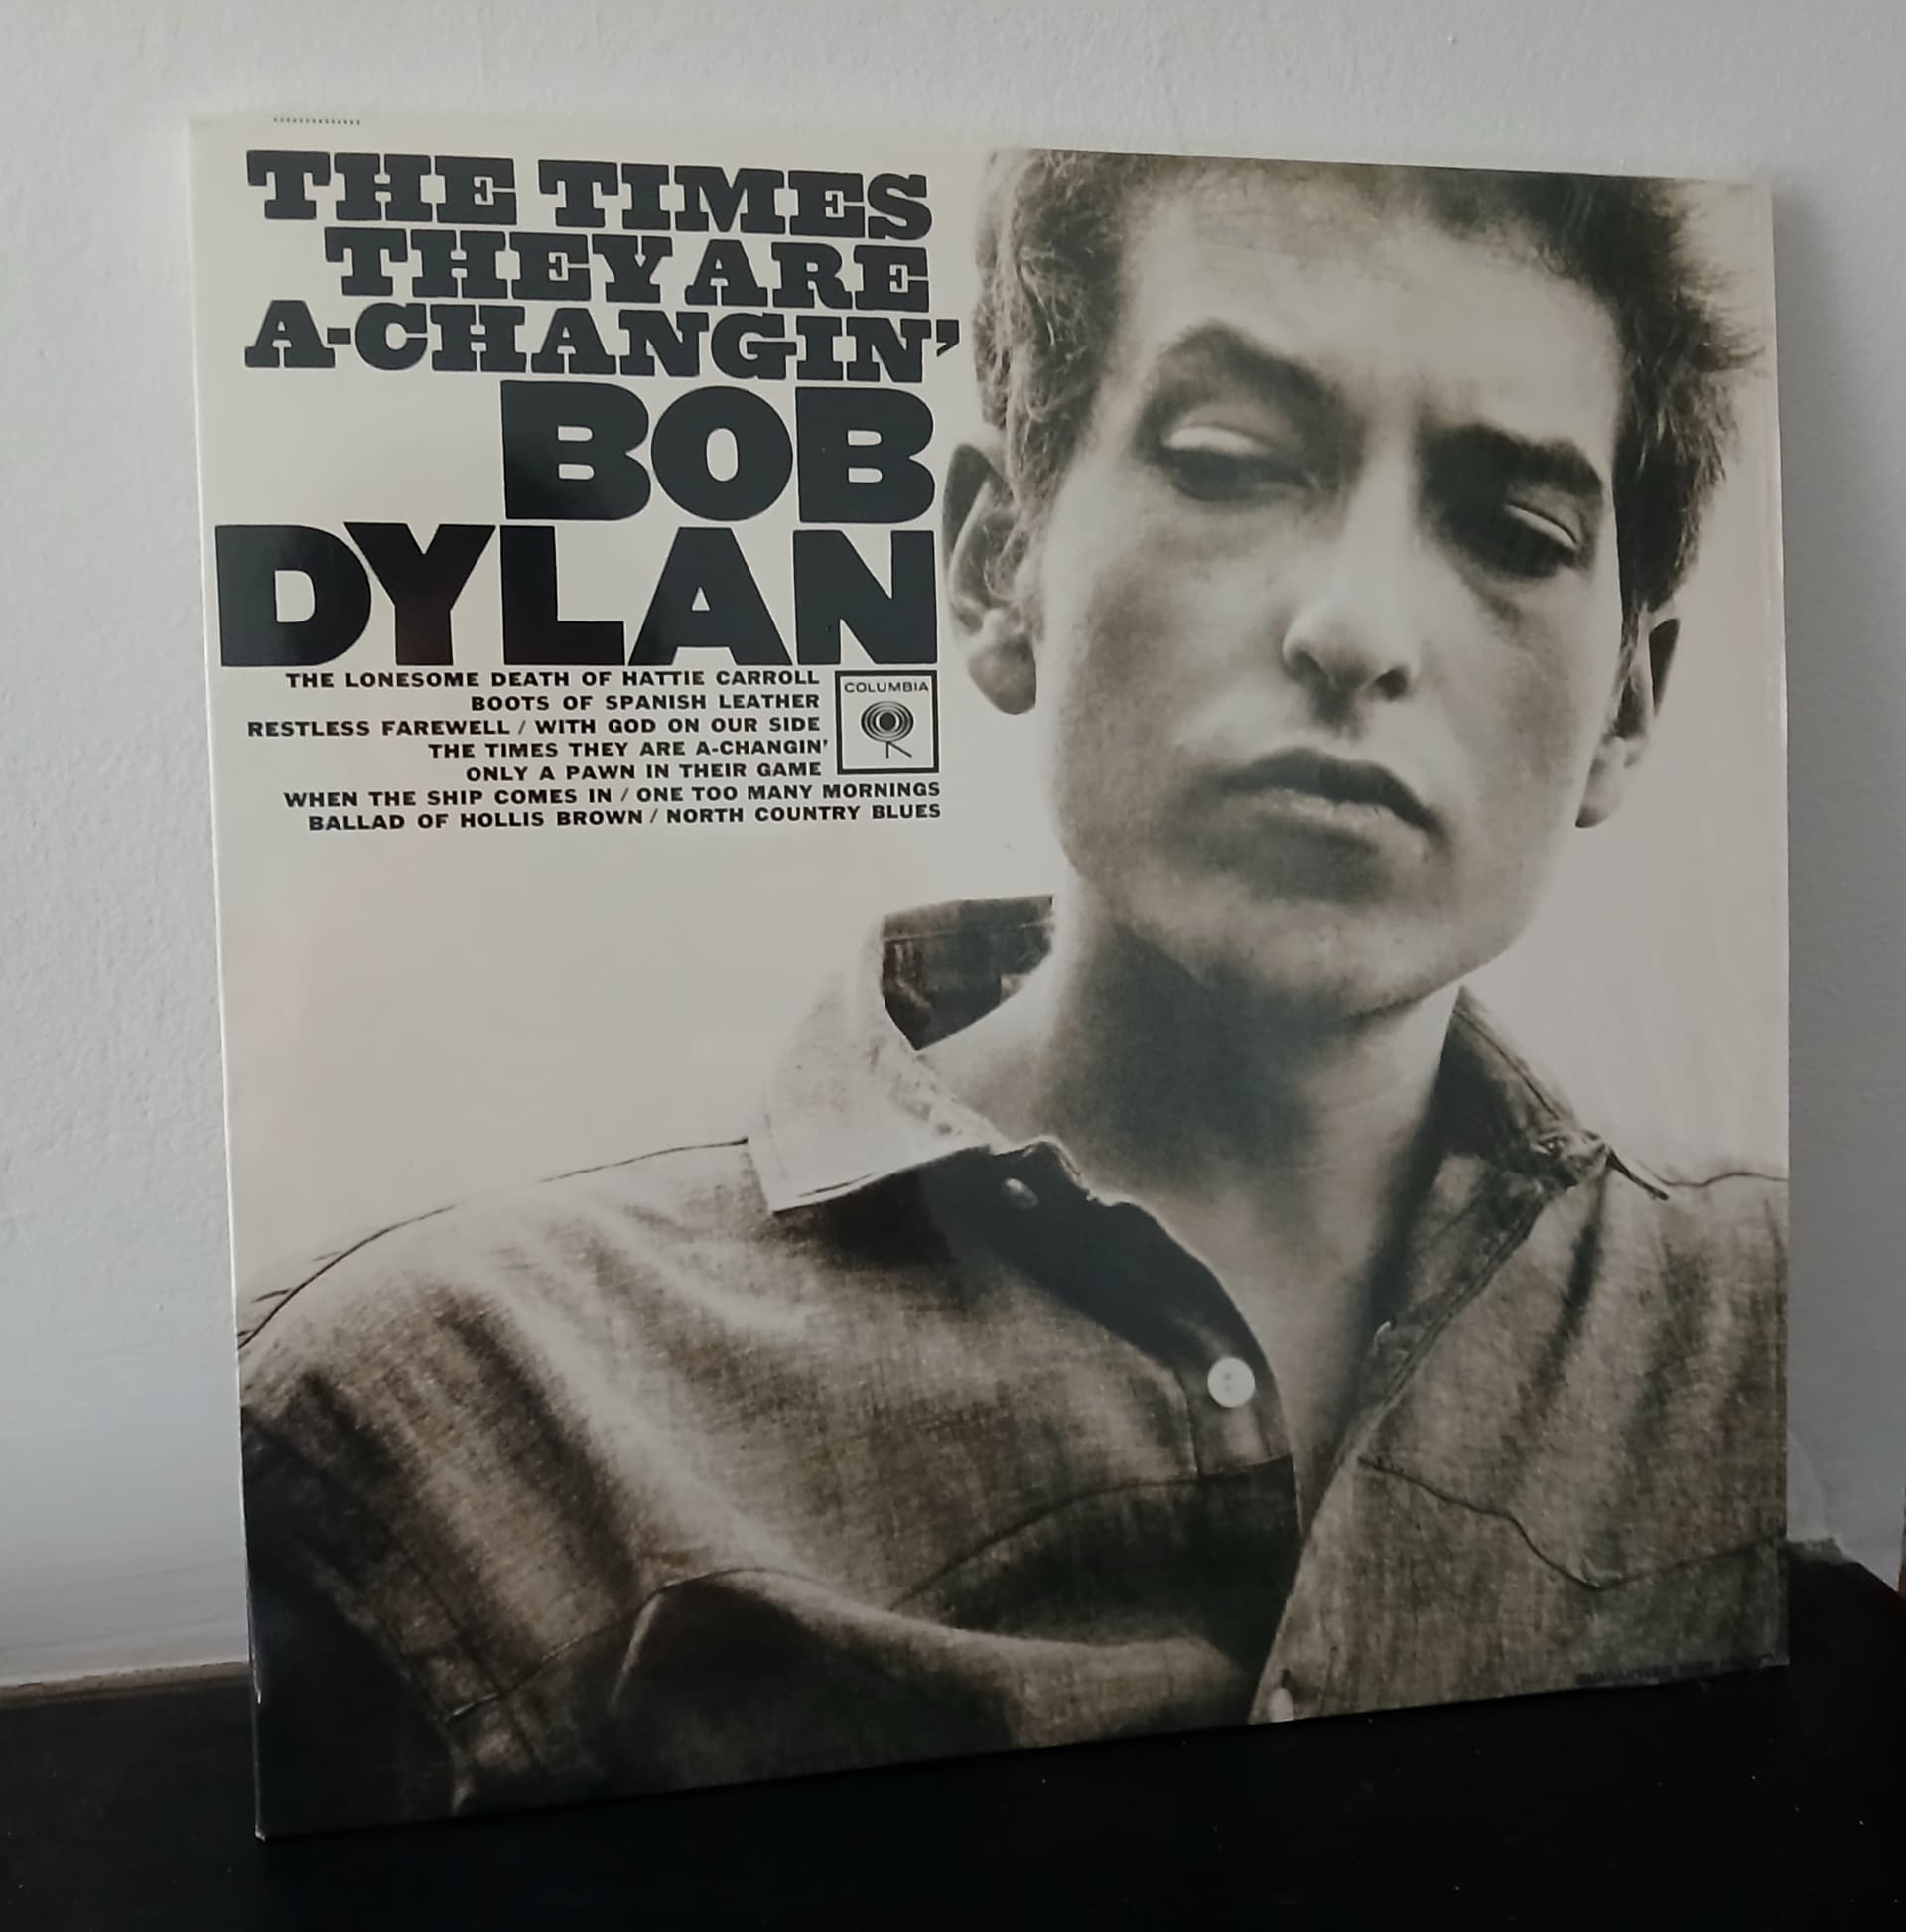 THE TIMES
THEY ARE
A-CHANGIN'
BOB
DYLAN
THE LONESOME DEATH OF HATTIE CARROLL
BOOTS OF SPANISH LEATHER
RESTLESS FAREWELL / WITH GOD ON OUR SIDE
THE TIMES THEY ARE A-CHANGIN'
ONLY A PAWN IN THEIR GAME
WHEN THE SHIP COMES IN / ONE TOO MANY MORNINGS
BALLAD OF HOLLIS BROWN / NORTH COUNTRY BLUES
COLUMBIA